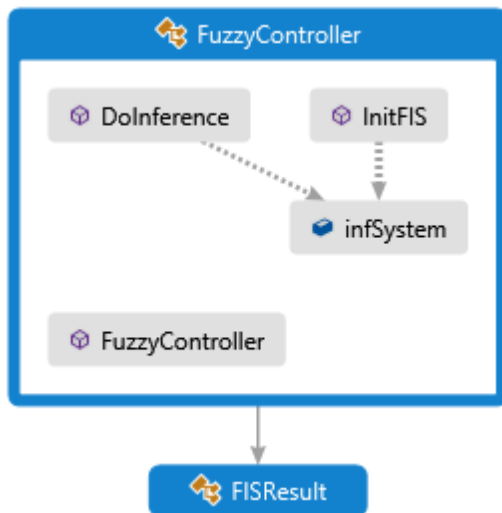 FuzzyController
DoInference
InitFIS
infSystem
FuzzyController
FISResult